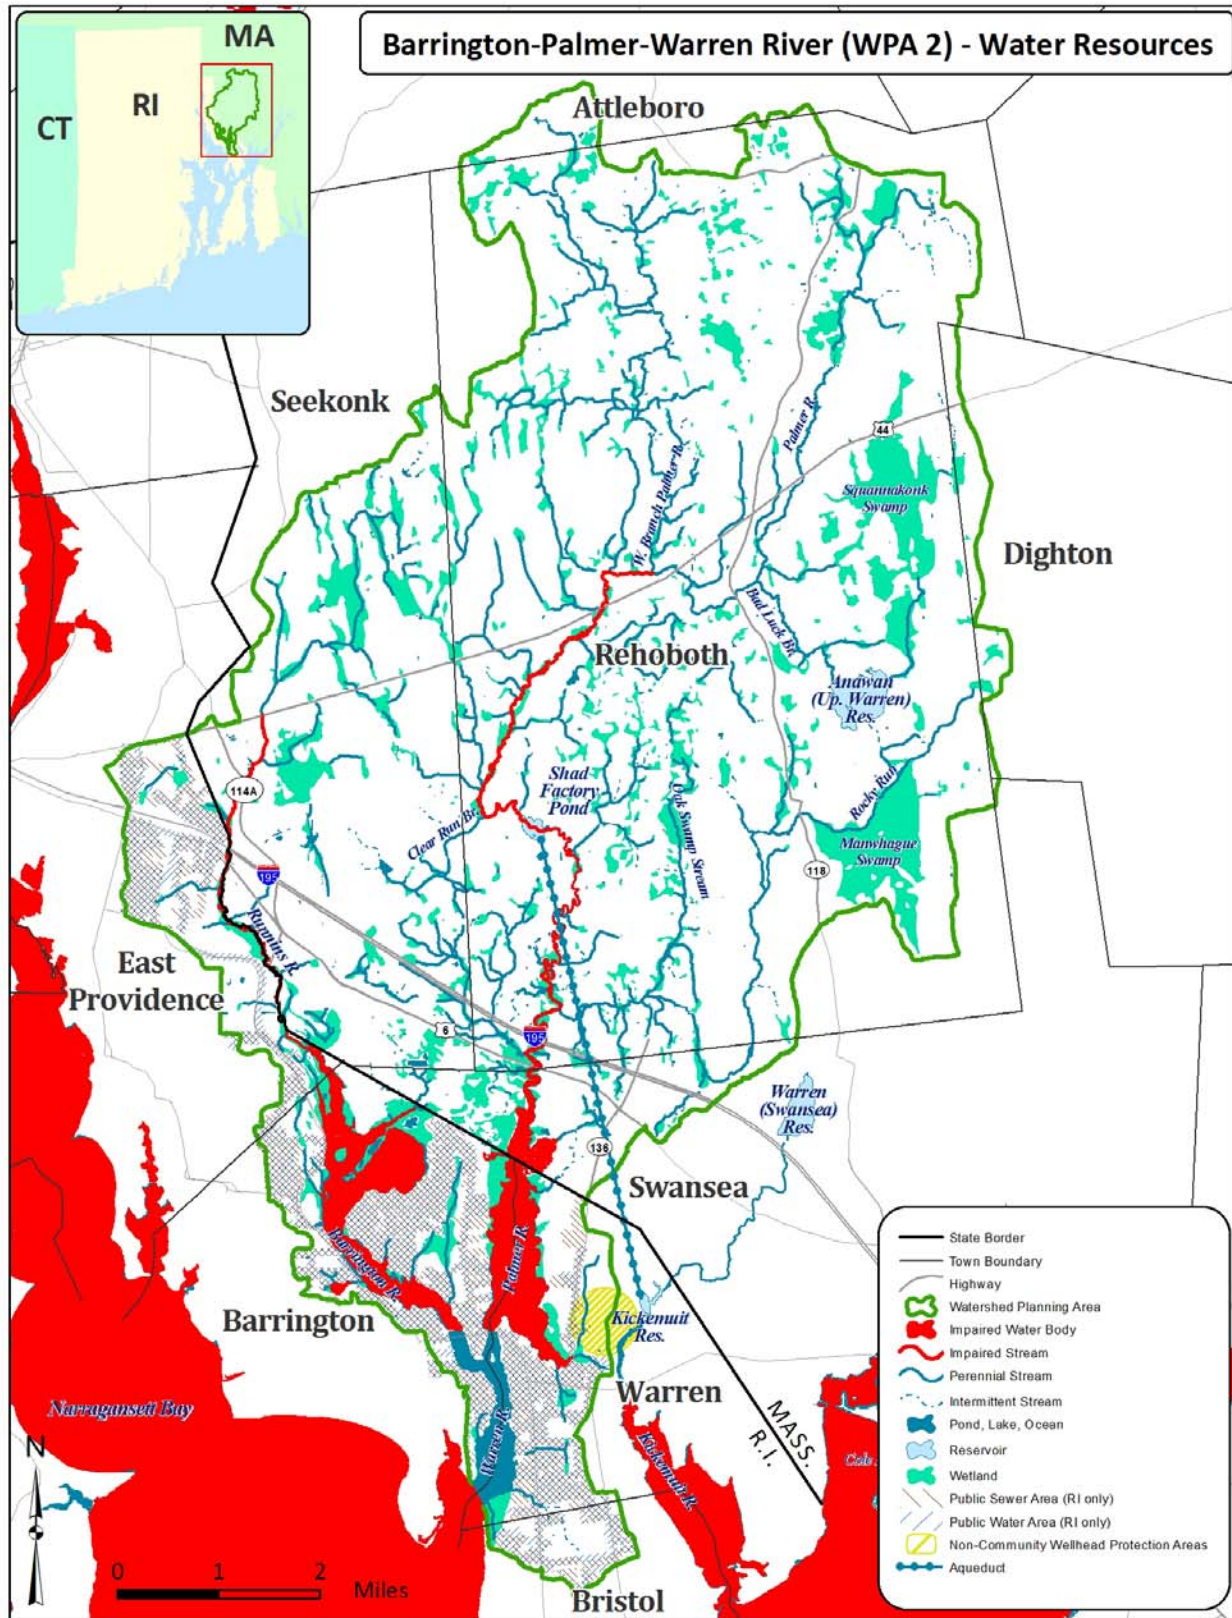 Barrington-Palmer-Warren River (WPA 2) - Water Resources
MA
RI
CT
Attleboro
Seekonk
Palmer R.
44
W. Branch Palmer R.
Squannakonk
Swamp
Dighton
Bad Luck Br.
Rehoboth
Anawan
(Up. Warren)
Res.
114A
Shad
Factory
Pond
Rocky Run
Oak Swamp Stream
Clear Run Br.
Manwhague
Swamp
118
195
Runnins R.
East
Providence
6
195
Warren
(Swansea)
Res.
136
Swansea
Palmer R.
Barrington R.
Barrington
Kickemuit
Res.
Warren
Narragansett Bay
Warren R.
Kickemuit R.
MASS.
R.I.
Cole
N
0 1 2
Miles
Bristol
State Border
Town Boundary
Highway
Watershed Planning Area
Impaired Water Body
Impaired Stream
Perennial Stream
Intermittent Stream
Pond, Lake, Ocean
Reservoir
Wetland
Public Sewer Area (RI only)
Public Water Area (RI only)
Non-Community Wellhead Protection Areas
Aqueduct